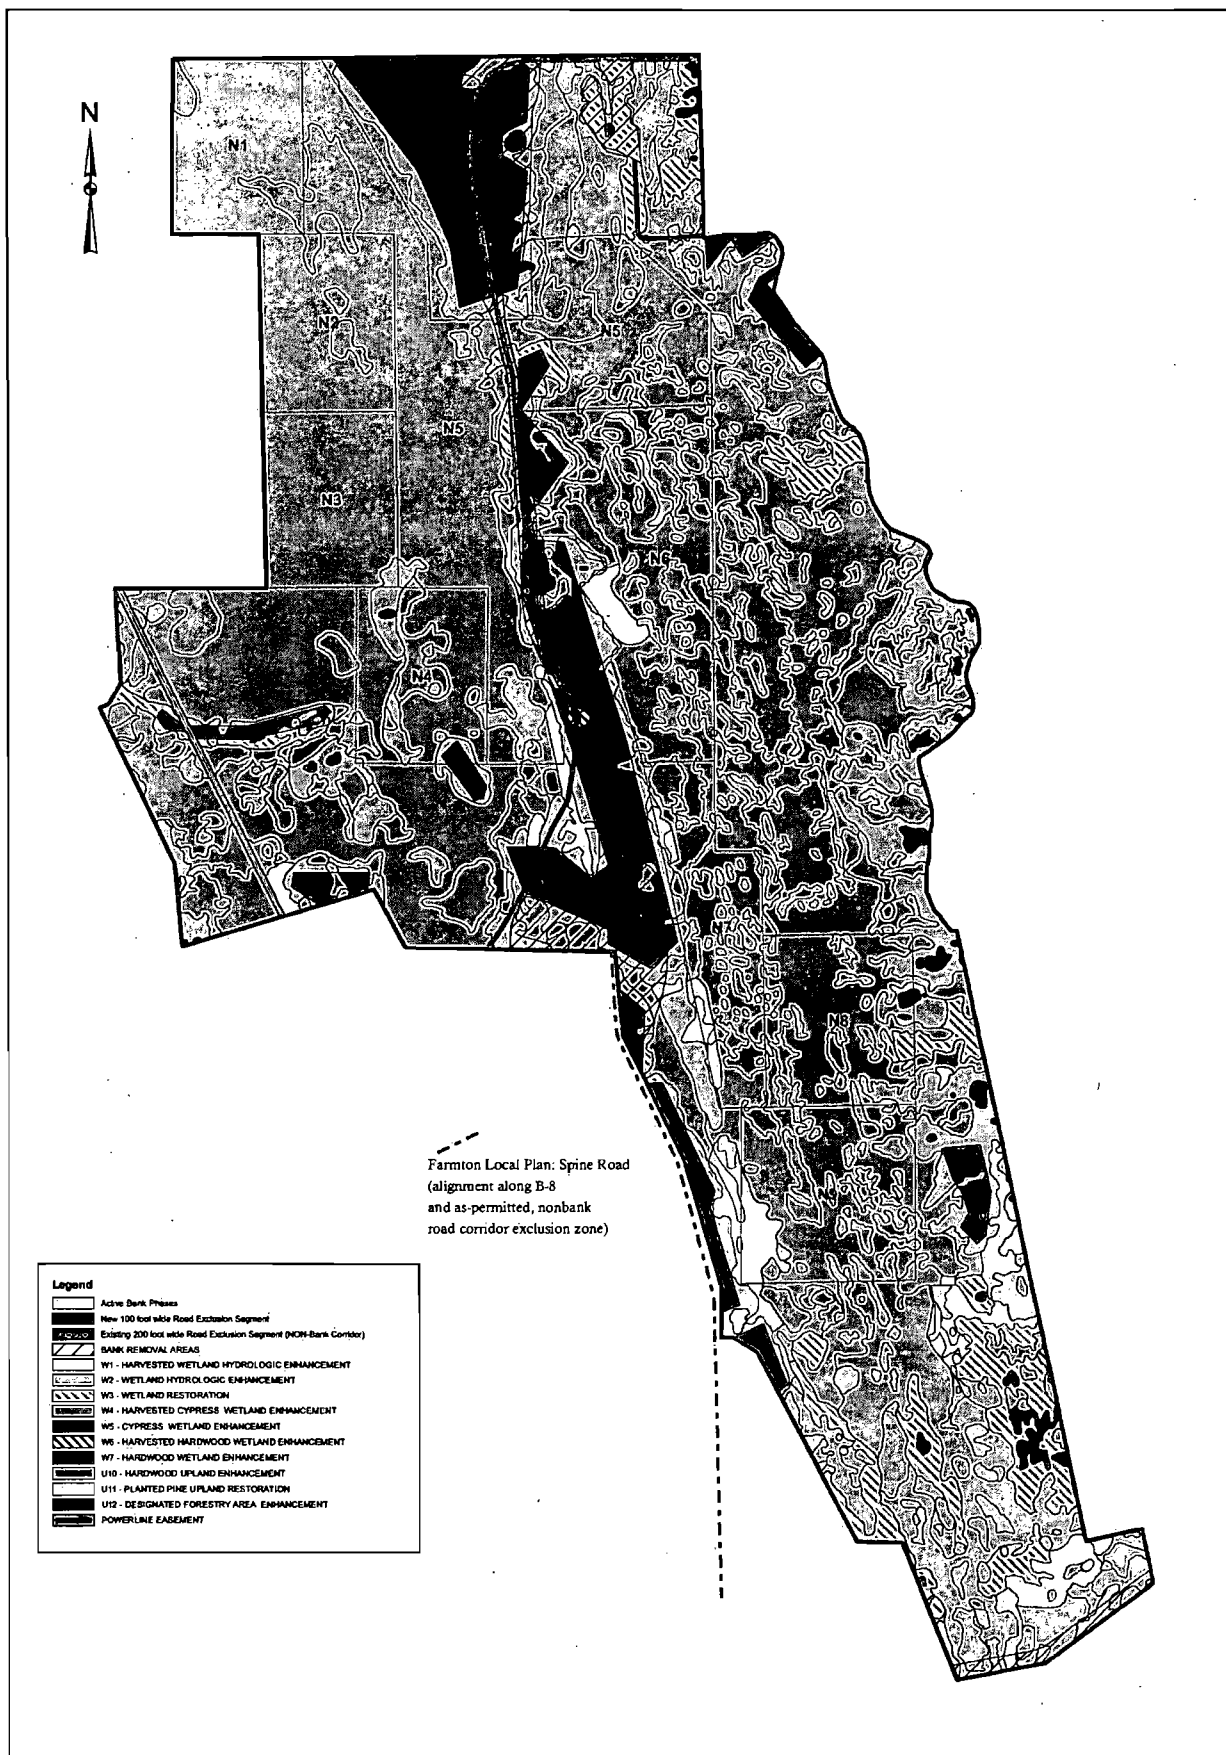 N
N1
N2
N5
N5
N3
N6
N4
N7
N8
N9
Farmton Local Plan: Spine Road
(alignment along B-8
and as-permitted, nonbank
road corridor exclusion zone)
Legend
Active Bank Phases
New 100 foot wide Road Exclusion Segment
Existing 200 foot wide Road Exclusion Segment (NON-Bank Corridor)
BANK REMOVAL AREAS
W1 - HARVESTED WETLAND HYDROLOGIC ENHANCEMENT
W2 - WETLAND HYDROLOGIC ENHANCEMENT
W3 - WETLAND RESTORATION
W4 - HARVESTED CYPRESS WETLAND ENHANCEMENT
W5 - CYPRESS WETLAND ENHANCEMENT
W6 - HARVESTED HARDWOOD WETLAND ENHANCEMENT
W7 - HARDWOOD WETLAND ENHANCEMENT
U10 - HARDWOOD UPLAND ENHANCEMENT
U11 - PLANTED PINE UPLAND RESTORATION
U12 - DESIGNATED FORESTRY AREA ENHANCEMENT
POWERLINE EASEMENT